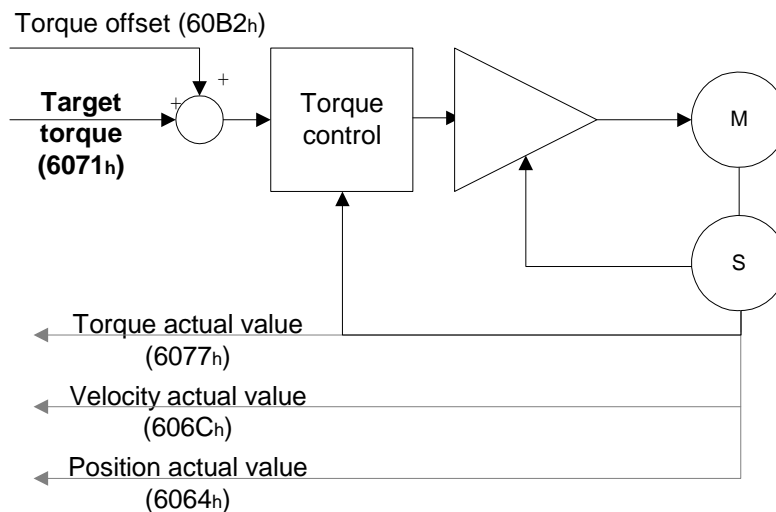 Torque offset (60B2h)
+
+
Target
torque
(6071h)
Torque
control
M
S
Torque actual value
(6077h)
Velocity actual value
(606Ch)
Position actual value
(6064h)